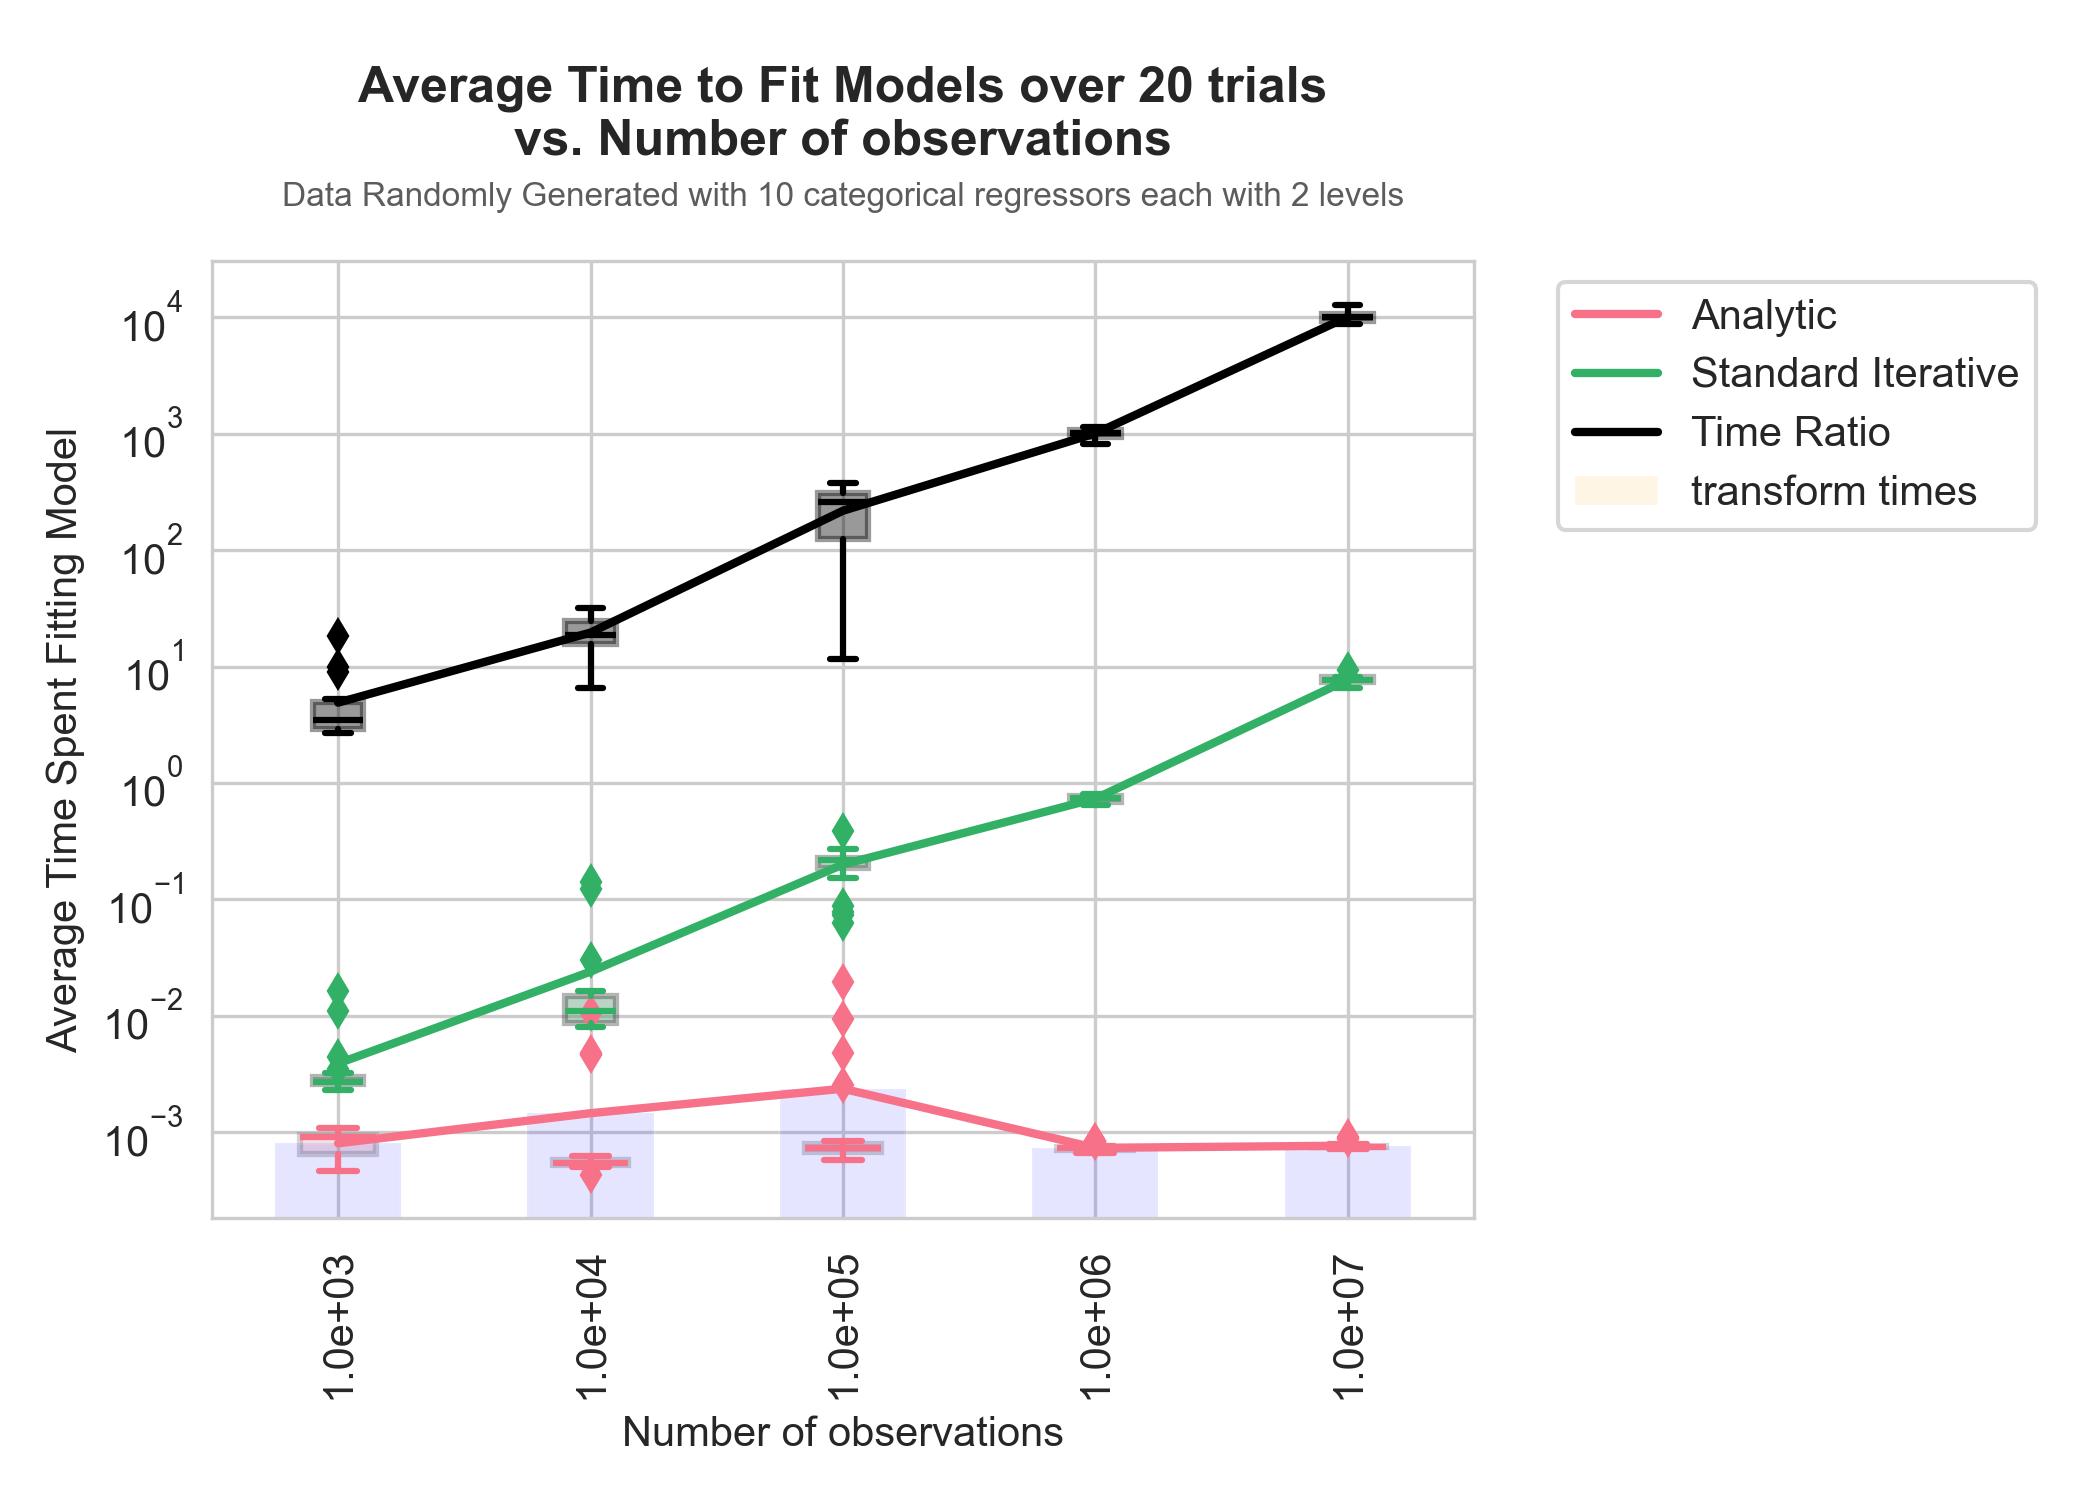 Average Time to Fit Models over 20 trials
vs. Number of observations
Data Randomly Generated with 10 categorical regressors each with 2 levels
Average Time Spent Fitting Model
10^4
10^3
10^2
10^1
10^0
10^−1
10^−2
10^−3
1.0e+03
1.0e+04
1.0e+05
1.0e+06
1.0e+07
Number of observations
Analytic
Standard Iterative
Time Ratio
transform times